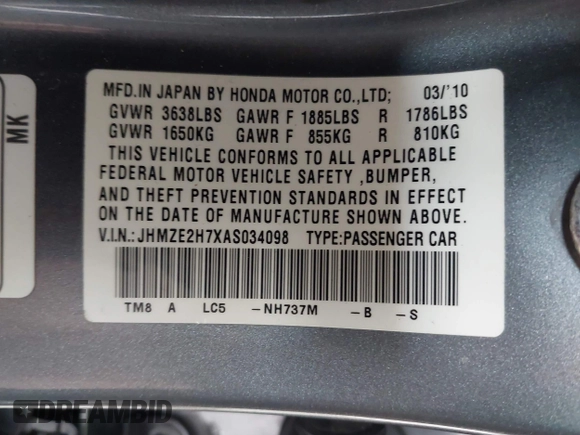 MFD.IN JAPAN BY HONDA MOTOR CO.,LTD; 03/'10
GVWR 3638LBS GAWR F 1885LBS R 1786LBS
GVWR 1650KG GAWR F 855KG R 810KG
THIS VEHICLE CONFORMS TO ALL APPLICABLE
FEDERAL MOTOR VEHICLE SAFETY ,BUMPER,
AND THEFT PREVENTION STANDARDS IN EFFECT
ON THE DATE OF MANUFACTURE SHOWN ABOVE.
V.I.N.:JHMZE2H7XAS034098 TYPE:PASSENGER CAR
TM8 A LC5 -NH737M -B -S
MK
DREAMBID